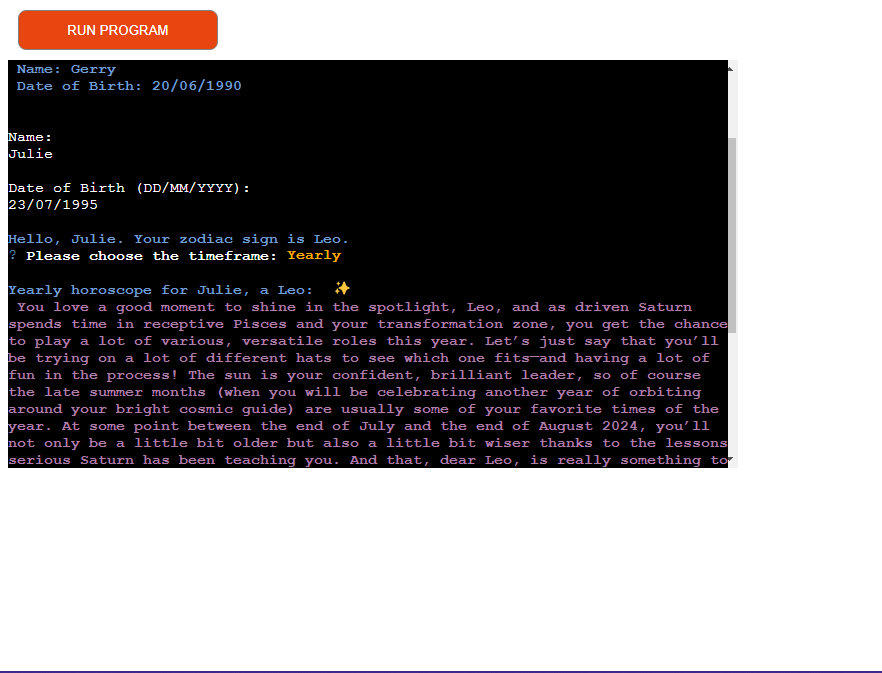 RUN PROGRAM
Name: Gerry
Date of Birth: 20/06/1990
Name:
Julie
Date of Birth (DD/MM/YYYY):
23/07/1995
Hello, Julie. Your zodiac sign is Leo.
? Please choose the timeframe: Yearly
Yearly horoscope for Julie, a Leo: ✨
You love a good moment to shine in the spotlight, Leo, and as driven Saturn
spends time in receptive Pisces and your transformation zone, you get the chance
to play a lot of various, versatile roles this year. Let’s just say that you’ll
be trying on a lot of different hats to see which one fits—and having a lot of
fun in the process! The sun is your confident, brilliant leader, so of course
the late summer months (when you will be celebrating another year of orbiting
around your bright cosmic guide) are usually some of your favorite times of the
year. At some point between the end of July and the end of August 2024, you’ll
not only be a little bit older but also a little bit wiser thanks to the lessons
serious Saturn has been teaching you. And that, dear Leo, is really something to